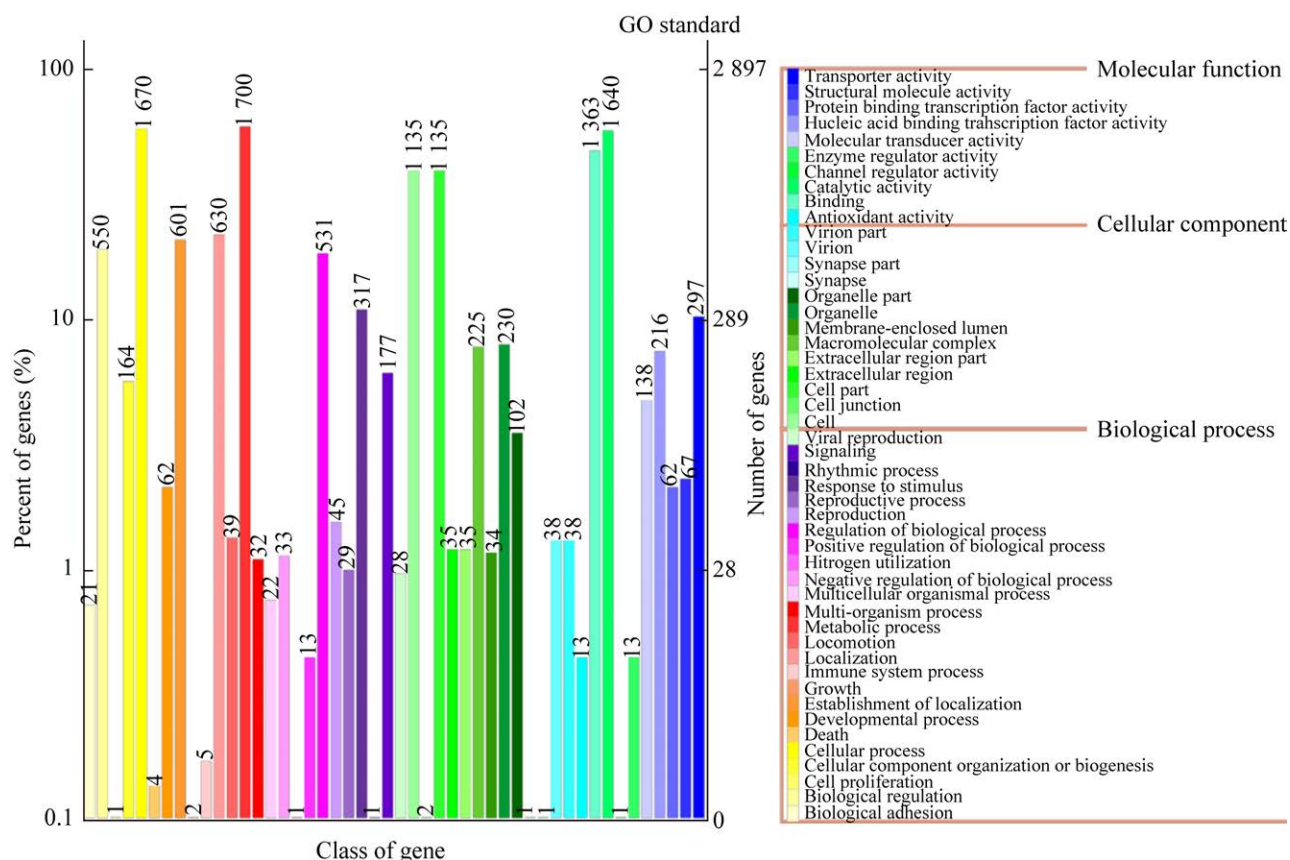 GO standard
100
10
1
0.1
Percent of genes (%)
21
550
1
164
1 670
4
62
601
2
5
630
39
1 700
32
22
33
1
13
531
45
29
317
1
177
28
1 135
2
1 135
35
35
225
34
230
102
1
1
38
38
13
1 363
1 640
1
13
138
216
62
67
297
2 897
289
28
0
Number of genes
Class of gene
Molecular function
Transporter activity
Structural molecule activity
Protein binding transcription factor activity
Hucleic acid binding trahscription factor activity
Molecular transducer activity
Enzyme regulator activity
Channel regulator activity
Catalytic activity
Binding
Antioxidant activity
Cellular component
Virion part
Virion
Synapse part
Synapse
Organelle part
Organelle
Membrane-enclosed lumen
Macromolecular complex
Extracellular region part
Extracellular region
Cell part
Cell junction
Cell
Biological process
Viral reproduction
Signaling
Rhythmic process
Response to stimulus
Reproductive process
Reproduction
Regulation of biological process
Positive regulation of biological process
Hitrogen utilization
Negative regulation of biological process
Multicellular organismal process
Multi-organism process
Metabolic process
Locomotion
Localization
Immune system process
Growth
Establishment of localization
Developmental process
Death
Cellular process
Cellular component organization or biogenesis
Cell proliferation
Biological regulation
Biological adhesion